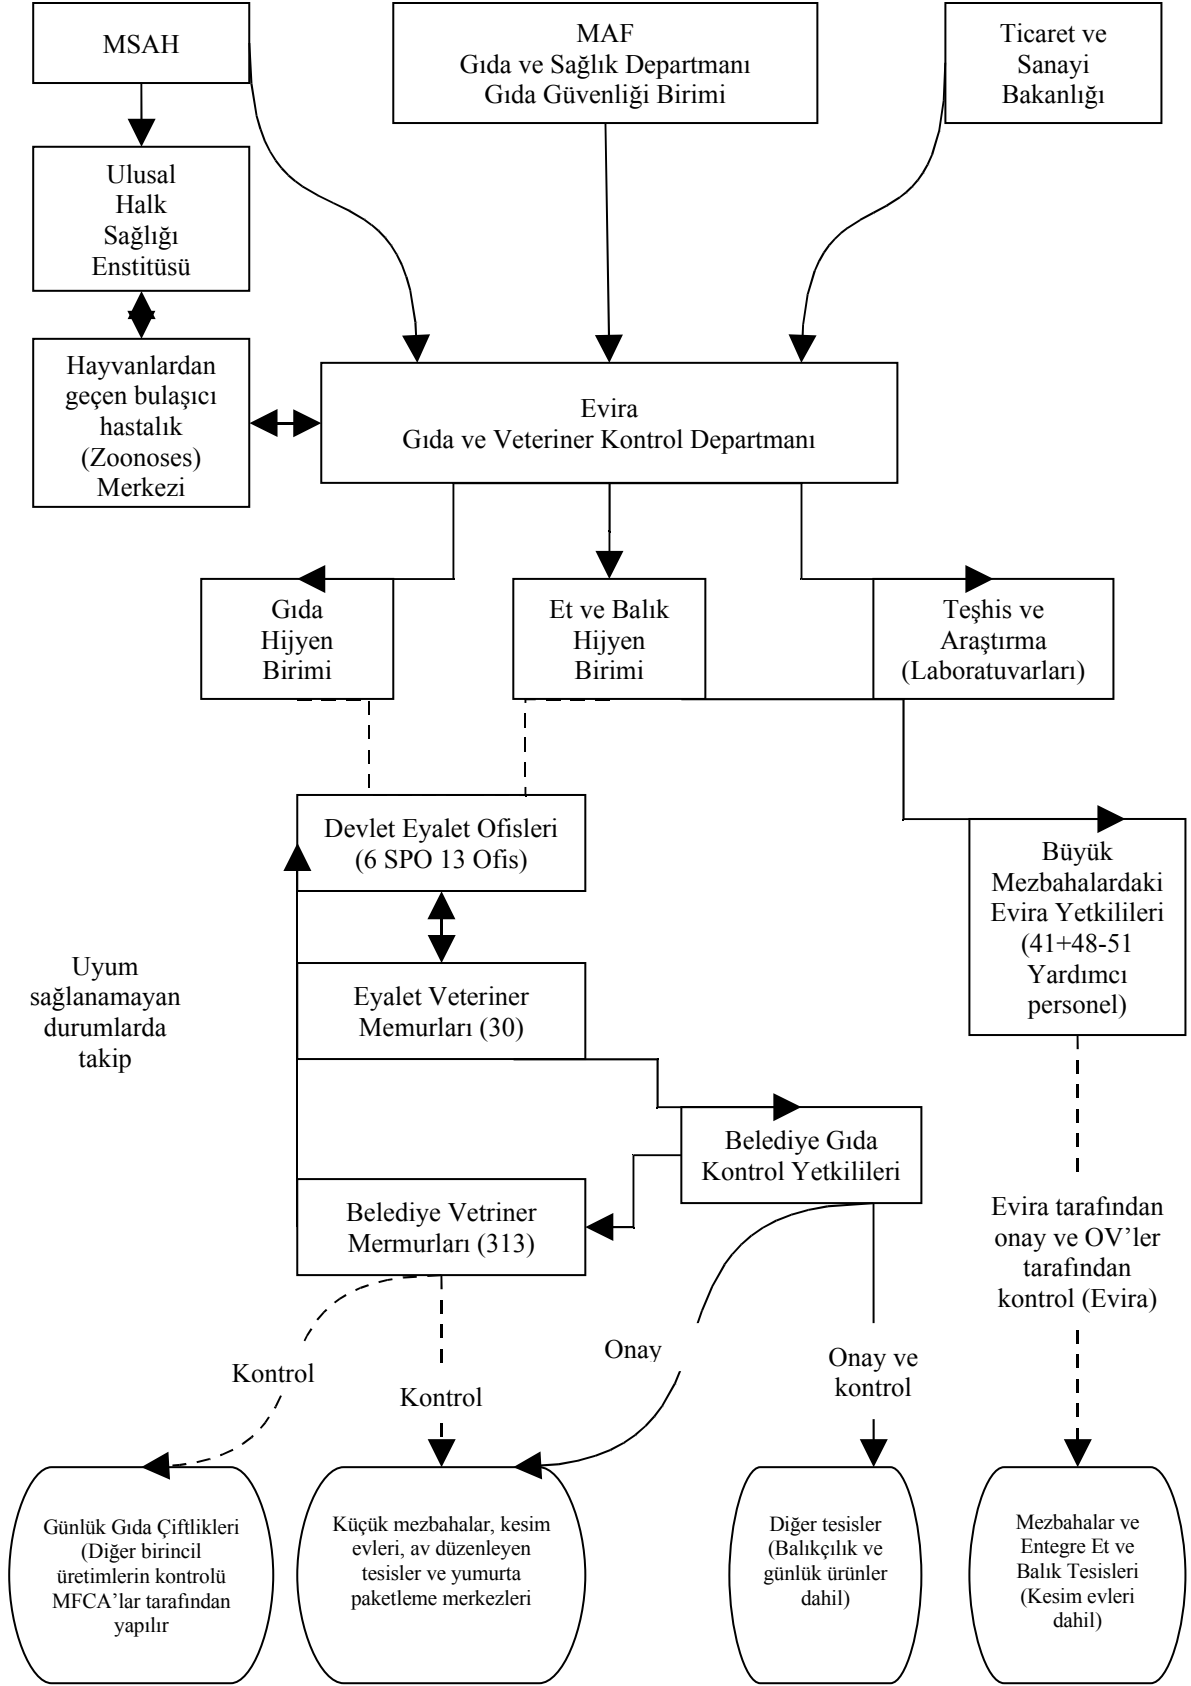 MSAH
MAF
Gıda ve Sağlık Departmanı
Gıda Güvenliği Birimi
Ticaret ve
Sanayi
Bakanlığı
Ulusal
Halk
Sağlığı
Enstitüsü
Hayvanlardan
geçen bulaşıcı
hastalık
(Zoonoses)
Merkezi
Evira
Gıda ve Veteriner Kontrol Departmanı
Gıda
Hijyen
Birimi
Et ve Balık
Hijyen
Birimi
Teşhis ve
Araştırma
(Laboratuvarları)
Devlet Eyalet Ofisleri
(6 SPO 13 Ofis)
Büyük
Mezbahalardaki
Evira Yetkilileri
(41+48-51
Yardımcı
personel)
Uyum
sağlanamayan
durumlarda
takip
Eyalet Veteriner
Memurları (30)
Belediye Gıda
Kontrol Yetkilileri
Belediye Vetriner
Mermurları (313)
Evira tarafından
onay ve OV’ler
tarafından
kontrol (Evira)
Kontrol
Kontrol
Onay
Onay ve
kontrol
Günlük Gıda Çiftlikleri
(Diğer birincil
üretimlerin kontrolü
MFCA’lar tarafından
yapılır
Küçük mezbahalar, kesim
evleri, av düzenleyen
tesisler ve yumurta
paketleme merkezleri
Diğer tesisler
(Balıkçılık ve
günlük ürünler
dahil)
Mezbahalar ve
Entegre Et ve
Balık Tesisleri
(Kesim evleri
dahil)